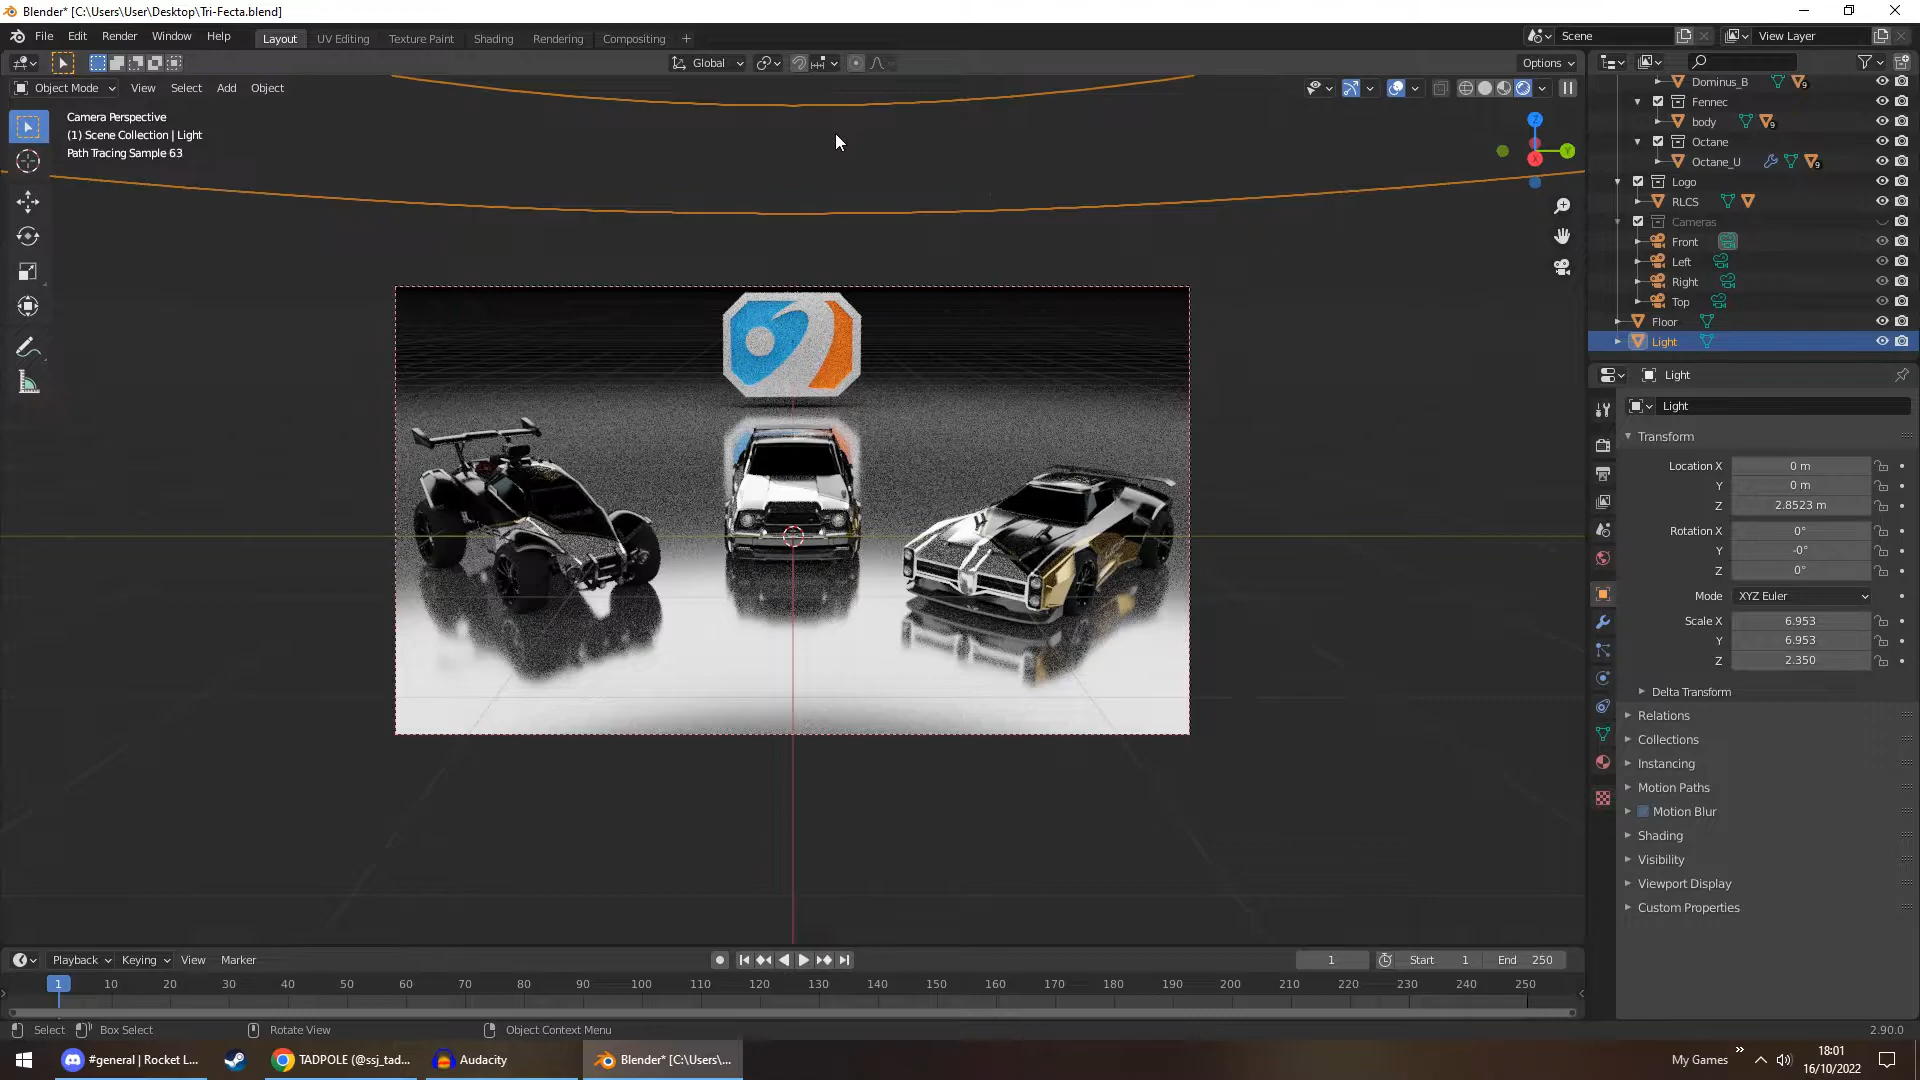 Blender* [C:\Users\User\Desktop\Tri-Fecta.blend]
File Edit Render Window Help Layout UV Editing Texture Paint Shading Rendering Compositing + Scene View Layer
Global Options
Object Mode View Select Add Object
Camera Perspective
(1) Scene Collection | Light
Path Tracing Sample 63
Z
Y
X
Dominus_B
9
Fennec
body
9
Octane
Octane_U
9
Logo
RLCS
Cameras
Front
Left
Right
Top
Floor
Light
Light
Light
Transform
Location X 0 m
Y 0 m
Z 2.8523 m
Rotation X 0°
Y -0°
Z 0°
Mode XYZ Euler
Scale X 6.953
Y 6.953
Z 2.350
Delta Transform
Relations
Collections
Instancing
Motion Paths
Motion Blur
Shading
Visibility
Viewport Display
Custom Properties
Playback Keying View Marker 1 Start 1 End 250
1 10 20 30 40 50 60 70 80 90 100 110 120 130 140 150 160 170 180 190 200 210 220 230 240 250
Select Box Select Rotate View Object Context Menu 2.90.0
#general | Rocket L... TADPOLE (@ssj_tad... Audacity Blender* [C:\Users\... My Games 18:01
16/10/2022